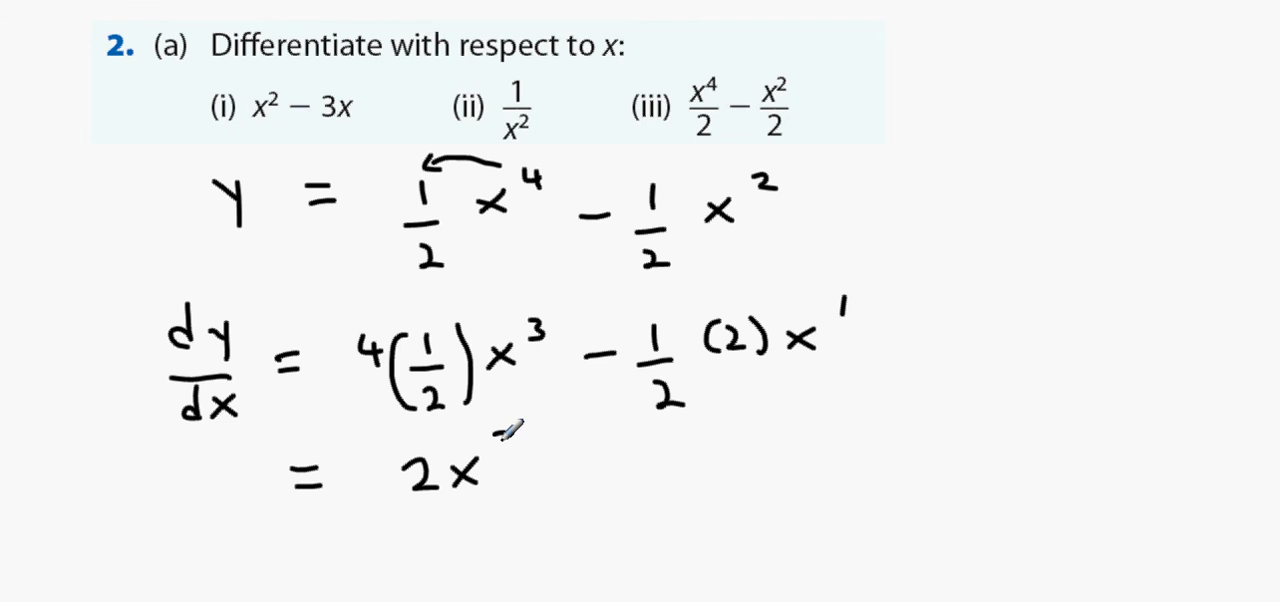 2. (a) Differentiate with respect to x:
(i) x² − 3x (ii) 1/x² (iii) x⁴/2 − x²/2
y = 1/2 x⁴ − 1/2 x²
dy/dx = 4(1/2)x³ − 1/2 (2)x¹
= 2x